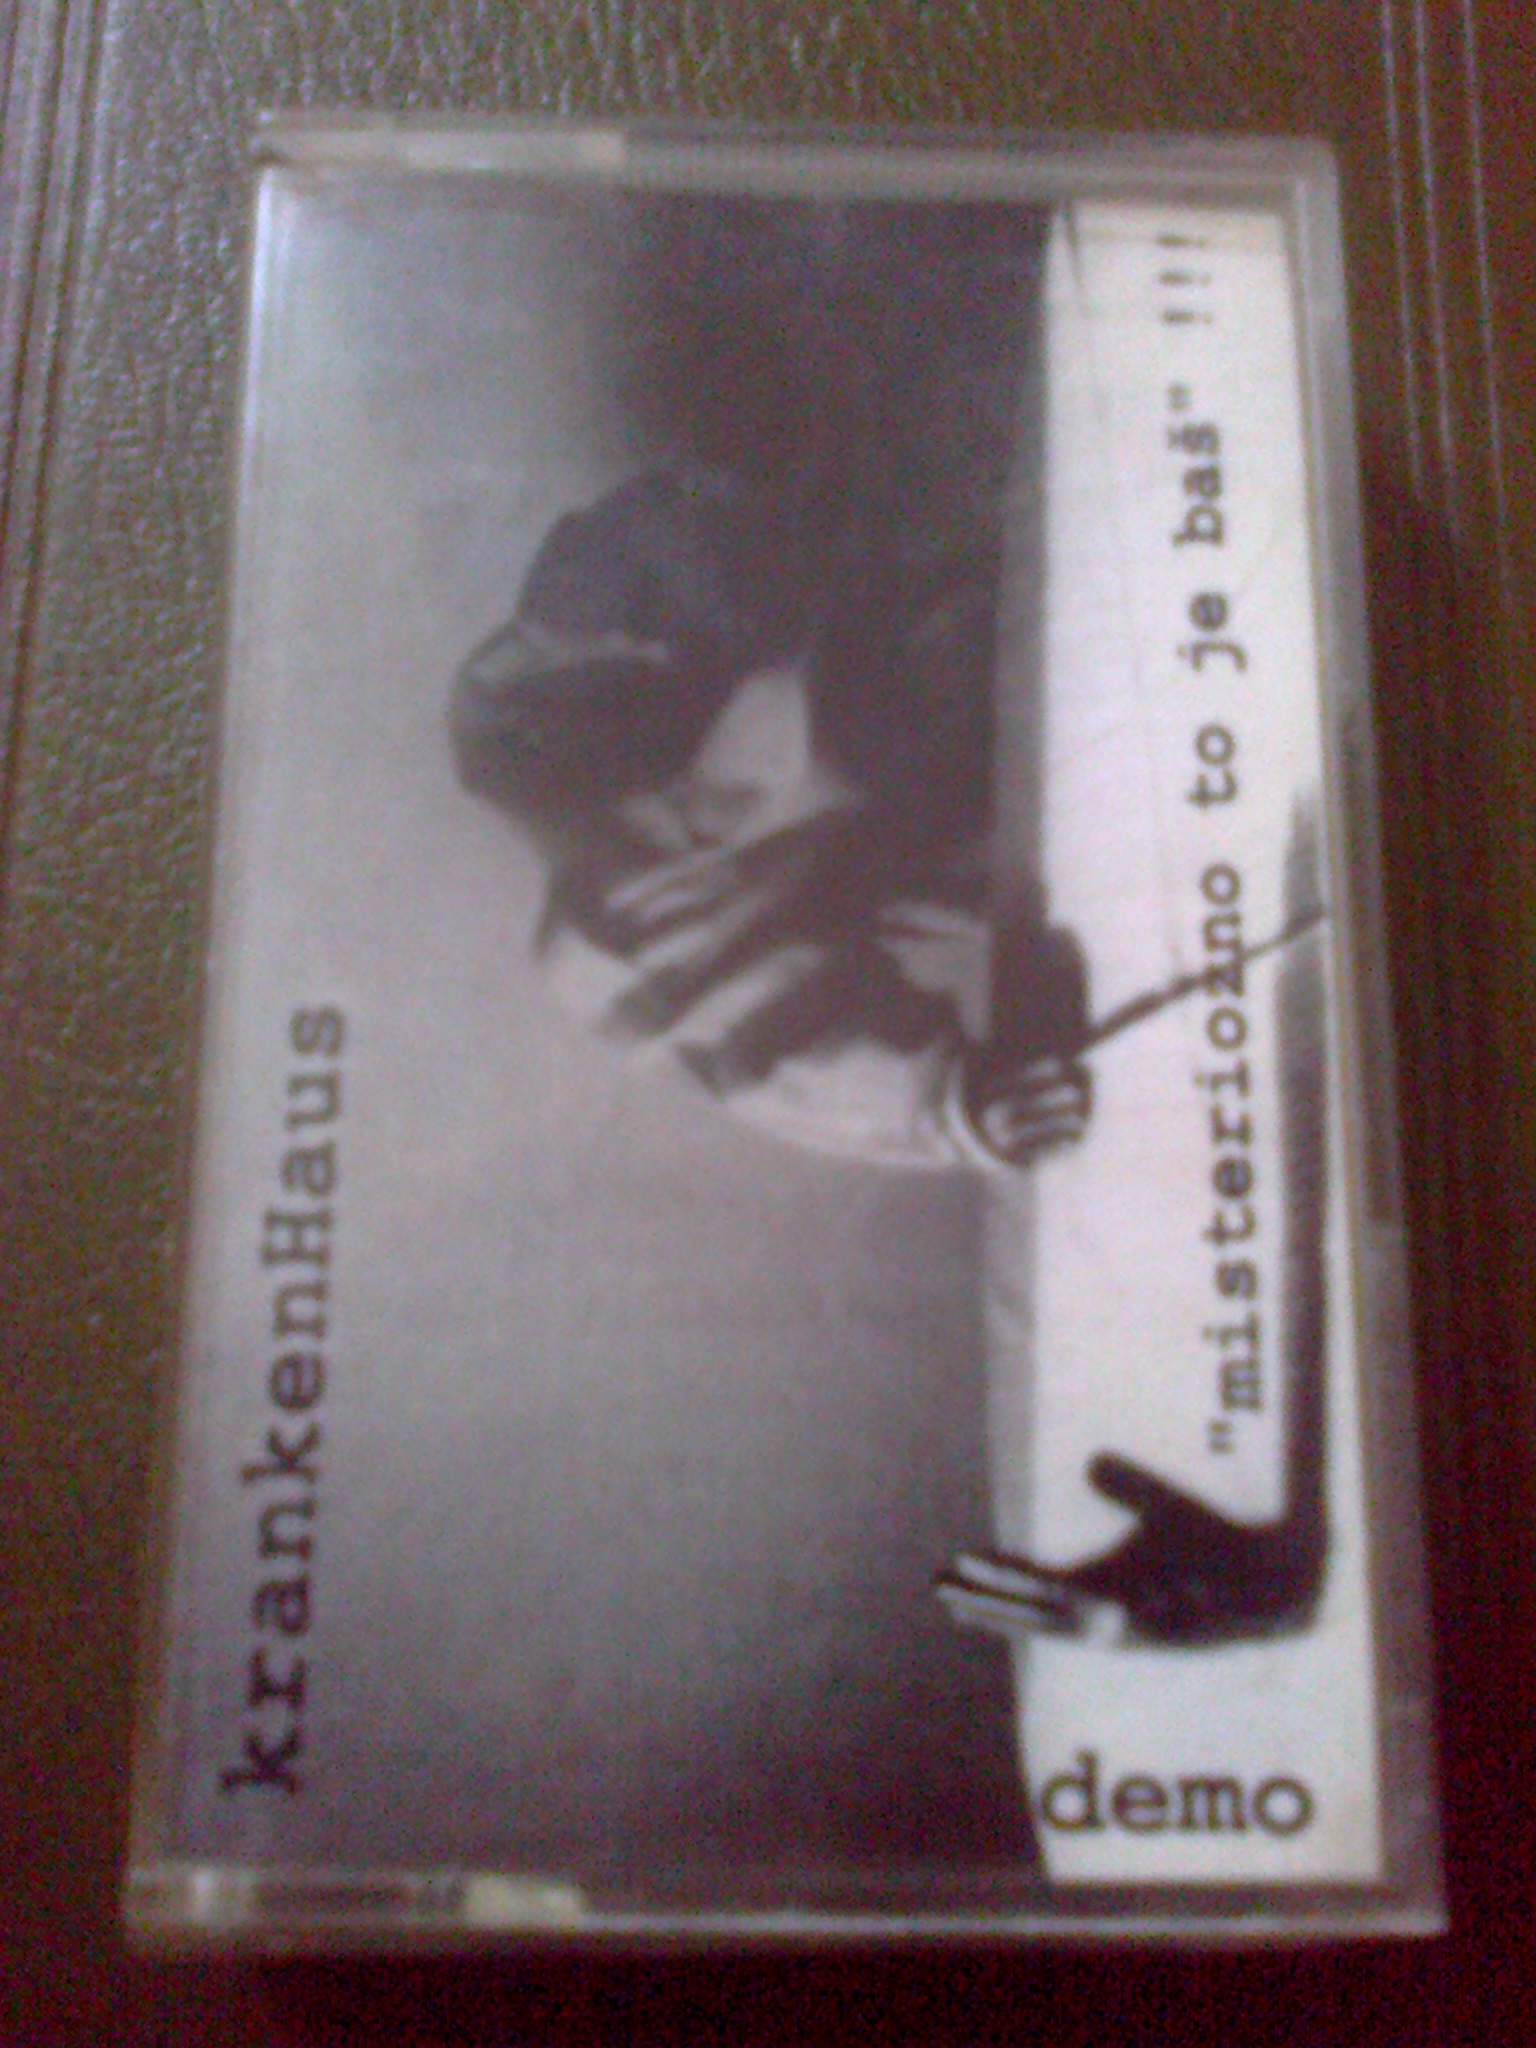 krankenHaus
"misteriozno to je baš" !!!
demo